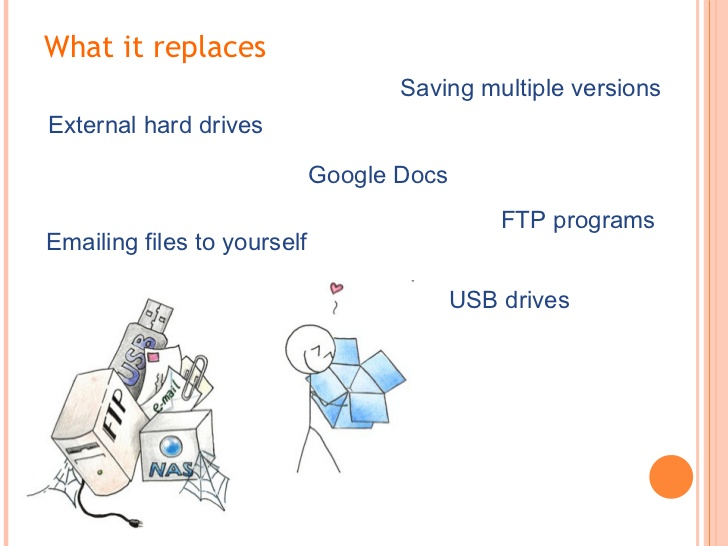 What it replaces
Saving multiple versions
External hard drives
Google Docs
FTP programs
Emailing files to yourself
USB drives
USB
e-mail
FTP
NAS